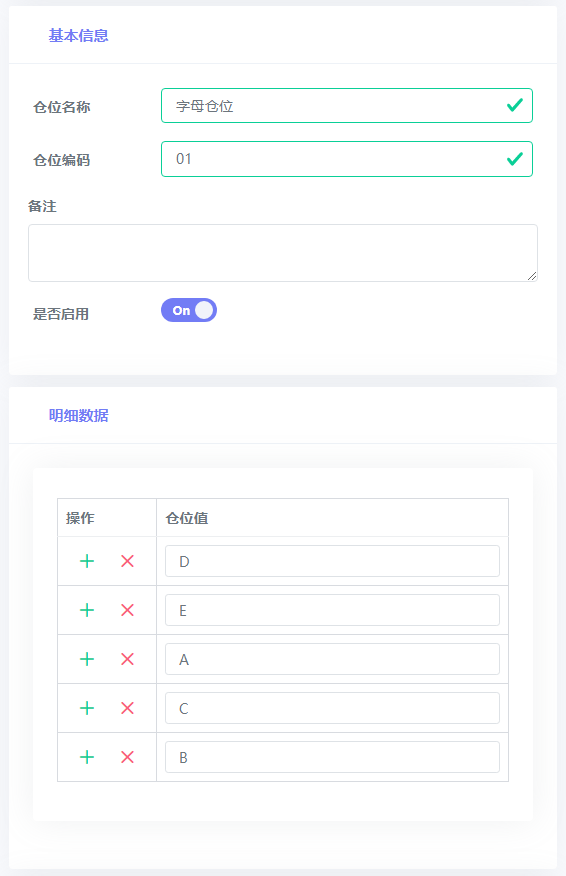 基本信息
仓位名称 字母仓位
仓位编码 01
备注
是否启用 On
明细数据
操作 仓位值
D
E
A
C
B